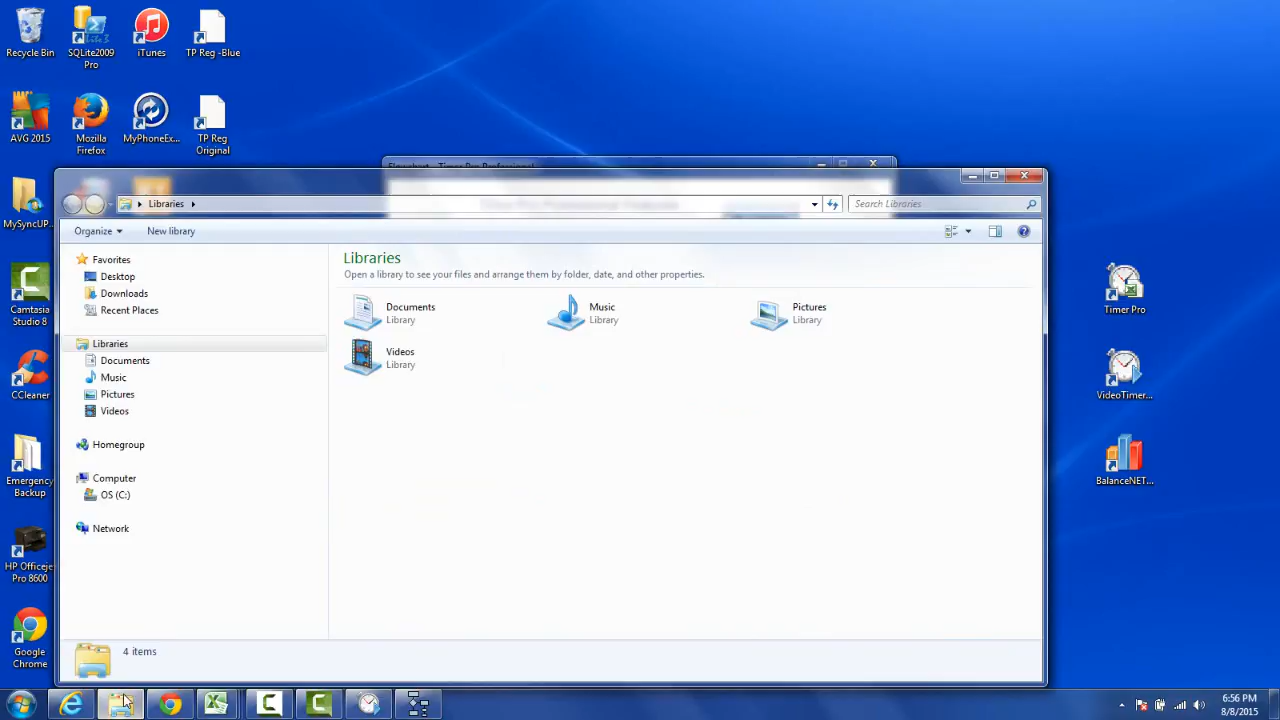 Recycle Bin
SQLite2009
Pro
iTunes
TP Reg -Blue
AVG 2015
Mozilla
Firefox
MyPhoneEx...
TP Reg
Original
MySyncUP...
Camtasia
Studio 8
CCleaner
Emergency
Backup
HP Officeje
Pro 8600
Google
Chrome
Flowchart - Timer Pro Professional
Libraries
Search Libraries
Organize
New library
Favorites
Desktop
Downloads
Recent Places
Libraries
Documents
Music
Pictures
Videos
Homegroup
Computer
OS (C:)
Network
Libraries
Open a library to see your files and arrange them by folder, date, and other properties.
Documents
Library
Music
Library
Pictures
Library
Videos
Library
4 items
Timer Pro
VideoTimer...
BalanceNET...
6:56 PM
8/8/2015